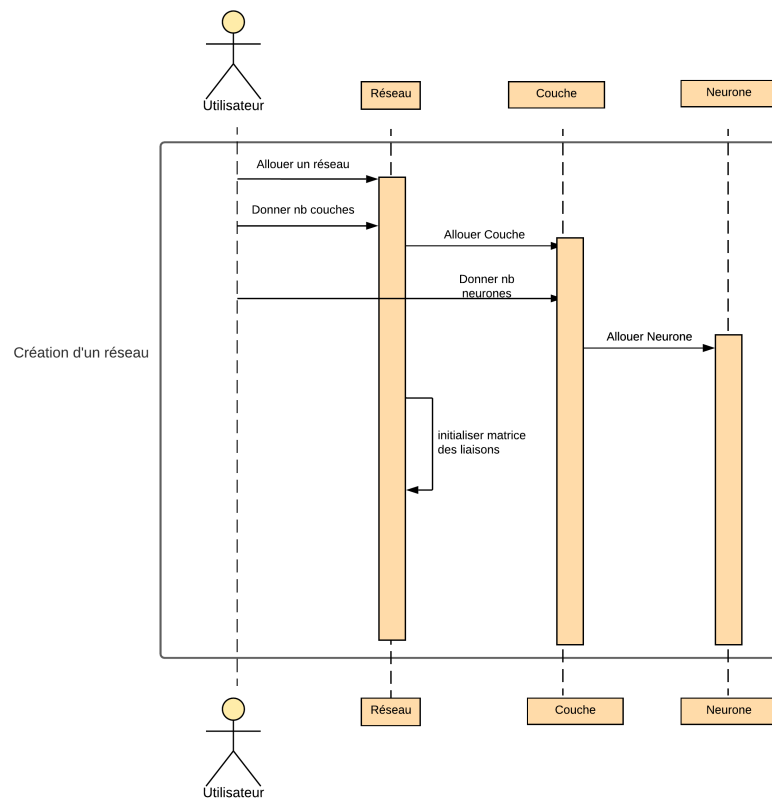 Utilisateur
Réseau
Couche
Neurone
Allouer un réseau
Donner nb couches
Allouer Couche
Donner nb
neurones
Allouer Neurone
Création d'un réseau
initialiser matrice
des liaisons
Réseau
Couche
Neurone
Utilisateur